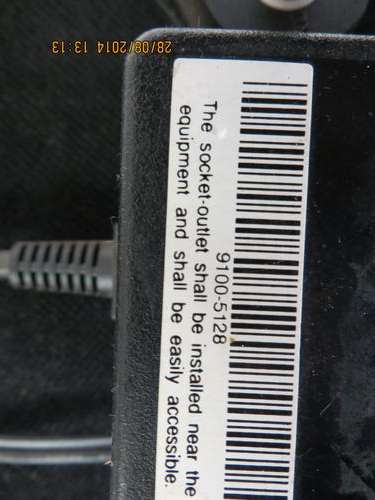 28/09/2014 13:13
9100-5128
The socket-outlet shall be installed near the
equipment and shall be easily accessible.